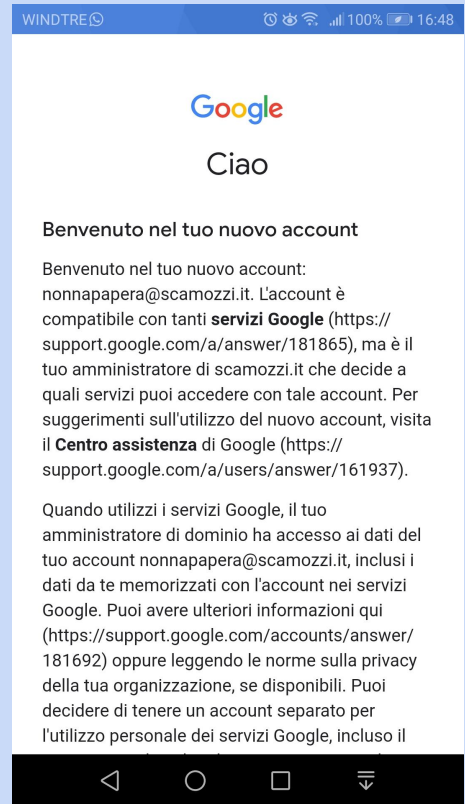 WINDTRE 100% 16:48
Google
Ciao
Benvenuto nel tuo nuovo account
Benvenuto nel tuo nuovo account:
nonnapapera@scamozzi.it. L'account è
compatibile con tanti servizi Google (https://
support.google.com/a/answer/181865), ma è il
tuo amministratore di scamozzi.it che decide a
quali servizi puoi accedere con tale account. Per
suggerimenti sull'utilizzo del nuovo account, visita
il Centro assistenza di Google (https://
support.google.com/a/users/answer/161937).
Quando utilizzi i servizi Google, il tuo
amministratore di dominio ha accesso ai dati del
tuo account nonnapapera@scamozzi.it, inclusi i
dati da te memorizzati con l'account nei servizi
Google. Puoi avere ulteriori informazioni qui
(https://support.google.com/accounts/answer/
181692) oppure leggendo le norme sulla privacy
della tua organizzazione, se disponibili. Puoi
decidere di tenere un account separato per
l'utilizzo personale dei servizi Google, incluso il